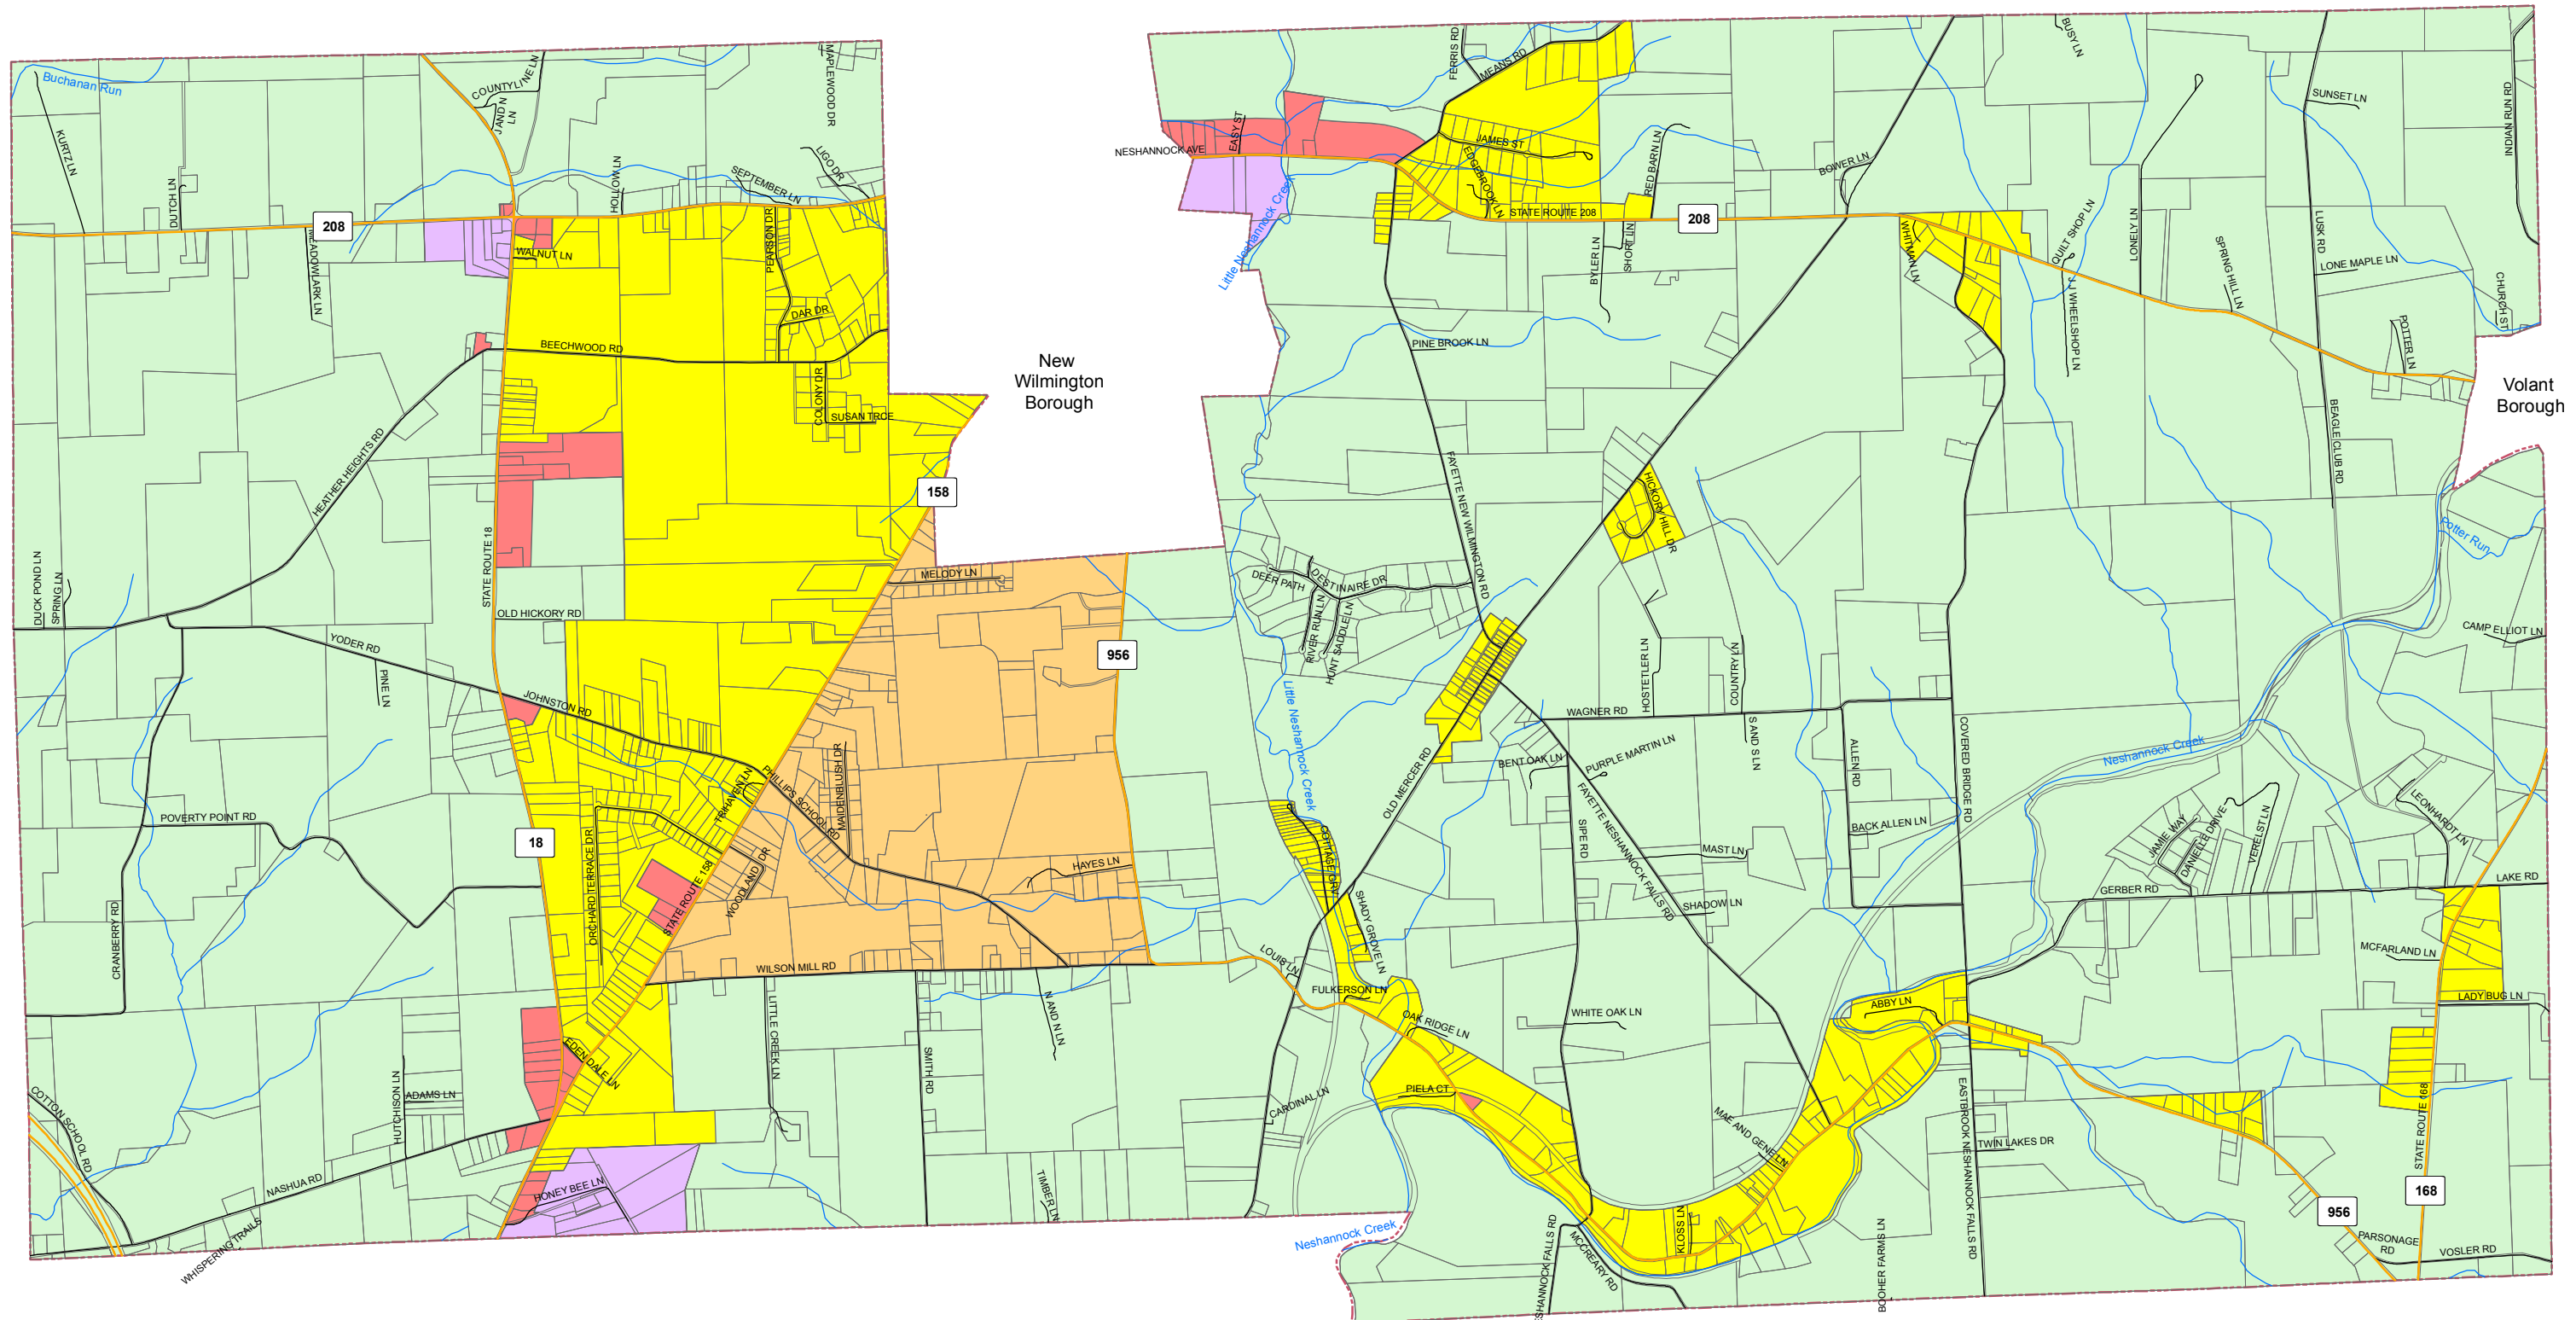 Buchanan Run
KURTZ LN
DUTCH LN
COUNTYLINE LN
J AND N
LN
HOLLOW LN
SEPTEMBER LN
LIGO DR
MAPLEWOOD DR
208
MEADOWLARK LN
WALNUT LN
PEARSON DR
DAR DR
BEECHWOOD RD
COLONY DR
SUSAN TRCE
HEATHER HEIGHTS RD
STATE ROUTE 18
158
New
Wilmington
Borough
DUCK POND LN
SPRING LN
OLD HICKORY RD
MELODY LN
YODER RD
PINE LN
JOHNSTON RD
956
PHILLIPS SCHOOL RD
MAIDENBLUSH DR
TRIHAVEN LN
POVERTY POINT RD
18
ORCHARD TERRACE DR
STATE ROUTE 158
WOODLAND DR
HAYES LN
CRANBERRY RD
WILSON MILL RD
LITTLE CREEK LN
SMITH RD
N AND N LN
EDENDALE LN
HUTCHISON LN
ADAMS LN
COTTON SCHOOL RD
NASHUA RD
HONEY BEE LN
TIMBER LN
WHISPERING TRAILS
NESHANNOCK AVE
EASY ST
FERRIS RD
MEANS RD
JAMES ST
EDGEBROOK LN
RED BARN LN
STATE ROUTE 208
208
Little Neshannock Creek
BYLER LN
SHORT LN
BOWER LN
BUSY LN
SUNSET LN
INDIAN RUN RD
WHITMAN LN
QUILT SHOP LN
J J WHEELSHOP LN
LONELY LN
SPRING HILL LN
LUSK RD
LONE MAPLE LN
CHURCH ST
POTTER LN
Volant
Borough
PINE BROOK LN
FAYETTE NEW WILMINGTON RD
HICKORY HILL DR
BEAGLE CLUB RD
Potter Run
DEER PATH
DESTINAIRE DR
RIVER RUN LN
HUNT SADDLE LN
Little Neshannock Creek
HOSTETLER LN
COUNTRY LN
CAMP ELLIOT LN
WAGNER RD
SAND S LN
ALLEN RD
COVERED BRIDGE RD
Neshannock Creek
BENT OAK LN
PURPLE MARTIN LN
OLD MERCER RD
SIPE RD
FAYETTE NESHANNOCK FALLS RD
BACK ALLEN LN
MAST LN
JAMIE WAY
DANIELLE DRIVE
VERELST LN
LEONHARDT LN
COTTAGE GRV
SHADY GROVE LN
SHADOW LN
GERBER RD
LAKE RD
LOUIS LN
MCFARLAND LN
FULKERSON LN
OAK RIDGE LN
WHITE OAK LN
ABBY LN
LADY BUG LN
PIELA CT
CARDINAL LN
MAE AND GENE LN
TWIN LAKES DR
EASTBROOK NESHANNOCK FALLS RD
STATE ROUTE 168
168
956
Neshannock Creek
KLOSS LN
MCCREARY RD
BOOHER FARMS LN
PARSONAGE
RD
VOSLER RD